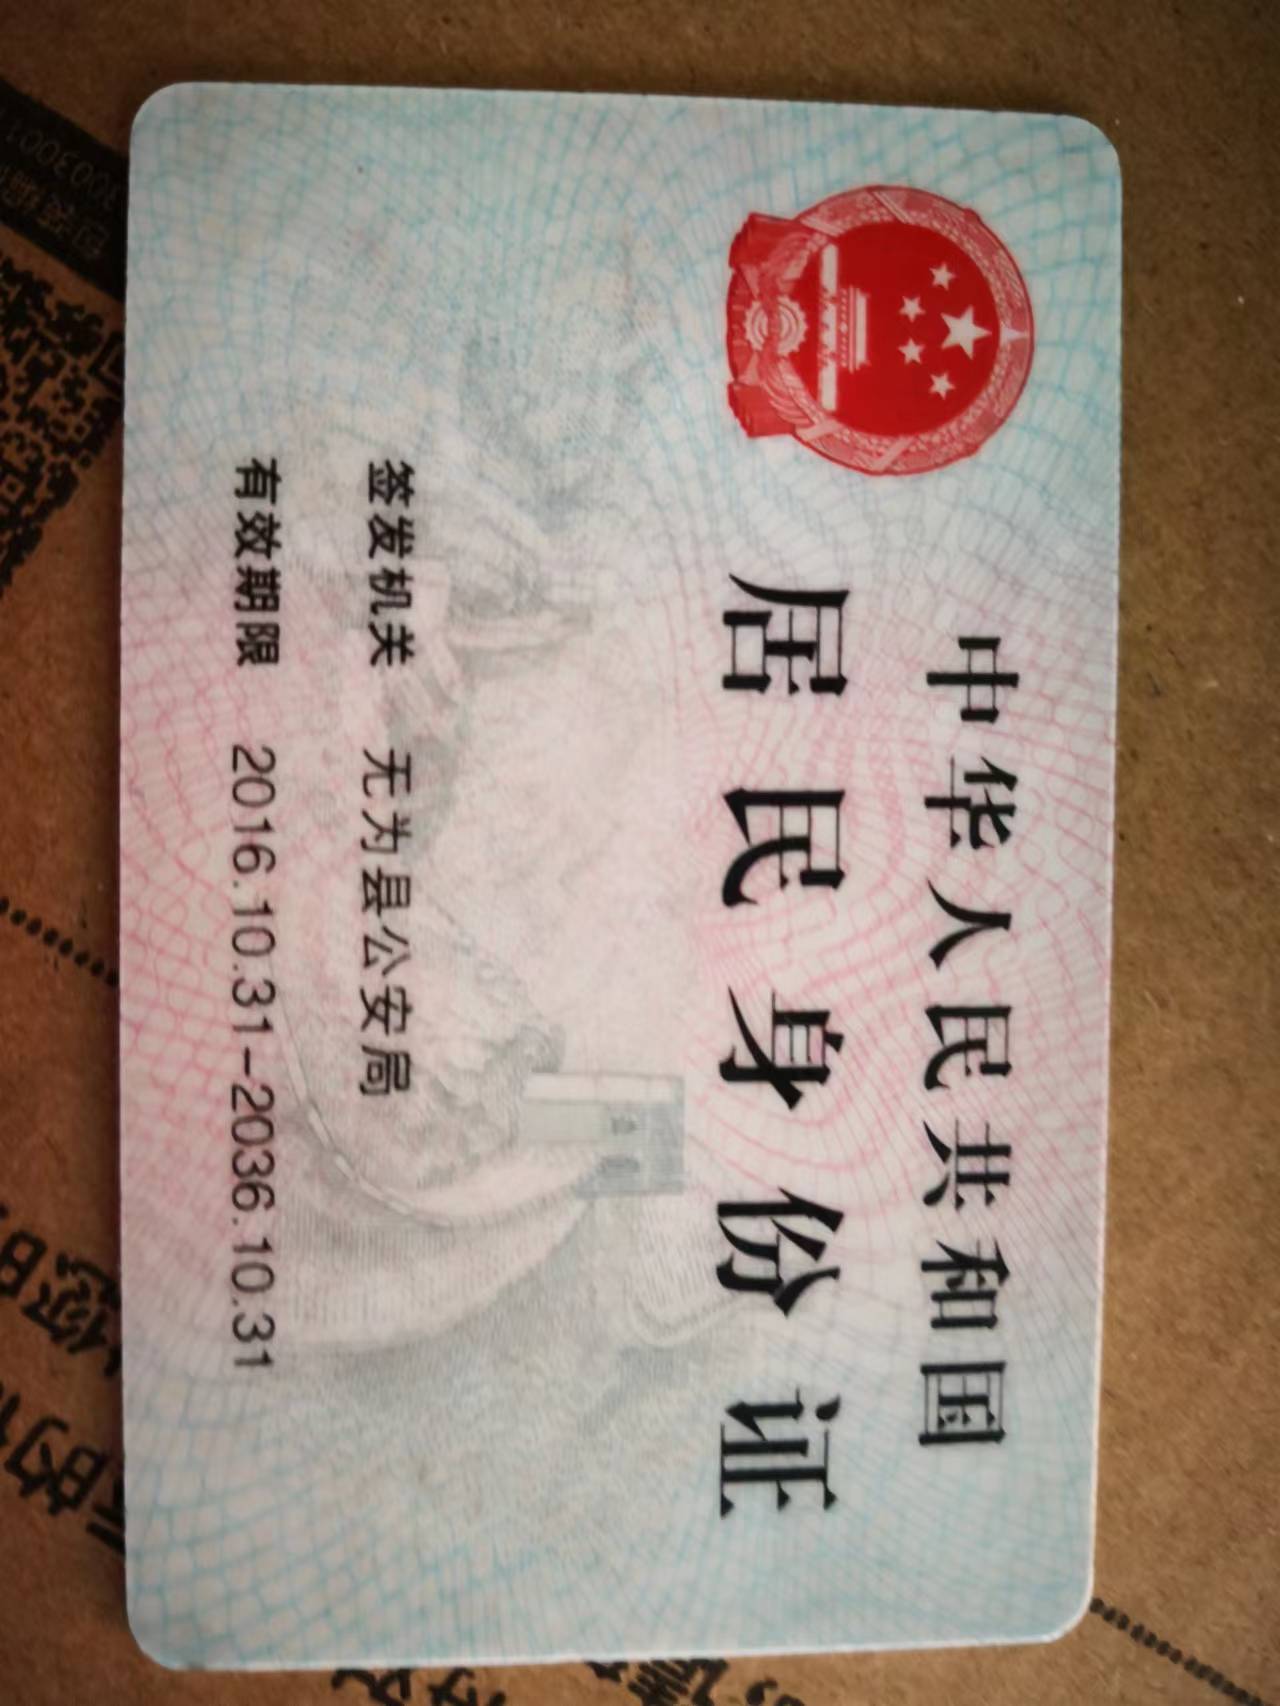 中华人民共和国
居民身份证
签发机关 无为县公安局
有效期限 2016.10.31-2036.10.31